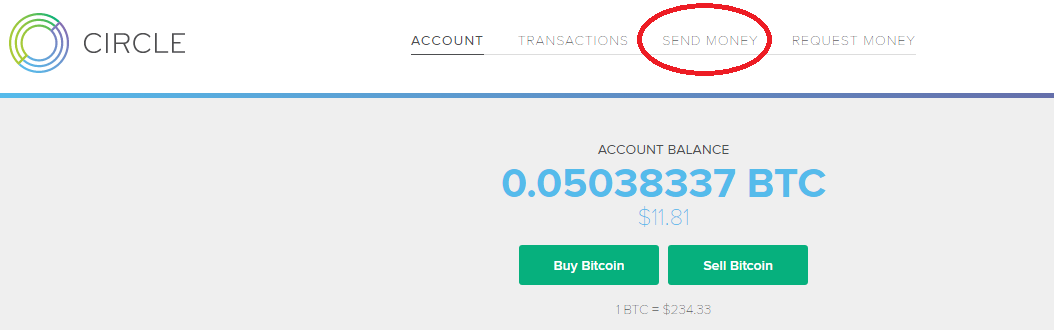 CIRCLE
ACCOUNT TRANSACTIONS SEND MONEY REQUEST MONEY
ACCOUNT BALANCE
0.05038337 BTC
$11.81
Buy Bitcoin Sell Bitcoin
1 BTC = $234.33